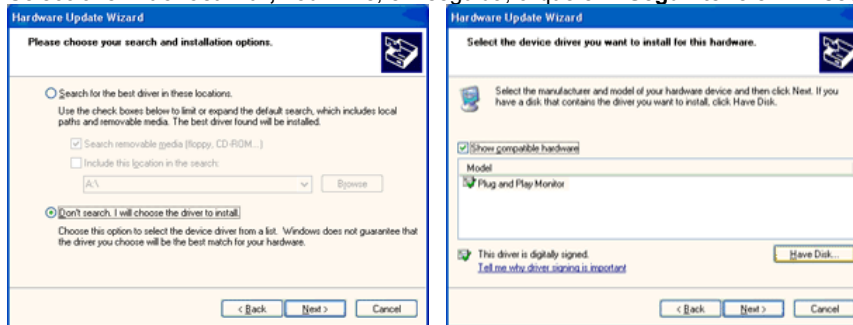 Hardware Update Wizard
Please choose your search and installation options.
Search for the best driver in these locations.
Use the check boxes below to limit or expand the default search, which includes local
paths and removable media. The best driver found will be installed.
Search removable media (floppy, CD-ROM...)
Include this location in the search:
A:\
Browse
Don't search. I will choose the driver to install.
Choose this option to select the device driver from a list. Windows does not guarantee that
the driver you choose will be the best match for your hardware.
< Back Next > Cancel
Hardware Update Wizard
Select the device driver you want to install for this hardware.
Select the manufacturer and model of your hardware device and then click Next. If you
have a disk that contains the driver you want to install, click Have Disk.
Show compatible hardware
Model
Plug and Play Monitor
This driver is digitally signed.
Tell me why driver signing is important
Have Disk...
< Back Next > Cancel